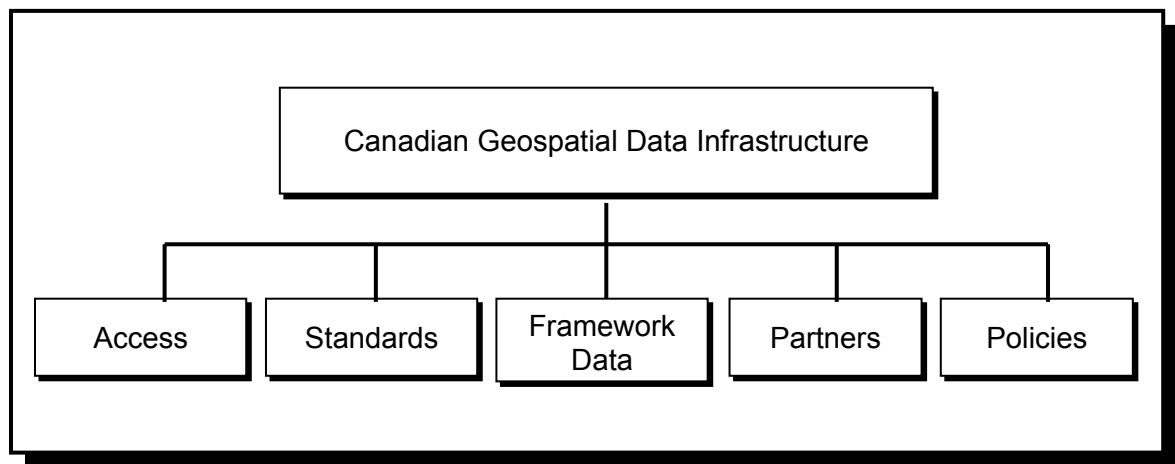 Canadian Geospatial Data Infrastructure
Access
Standards
Framework
Data
Partners
Policies